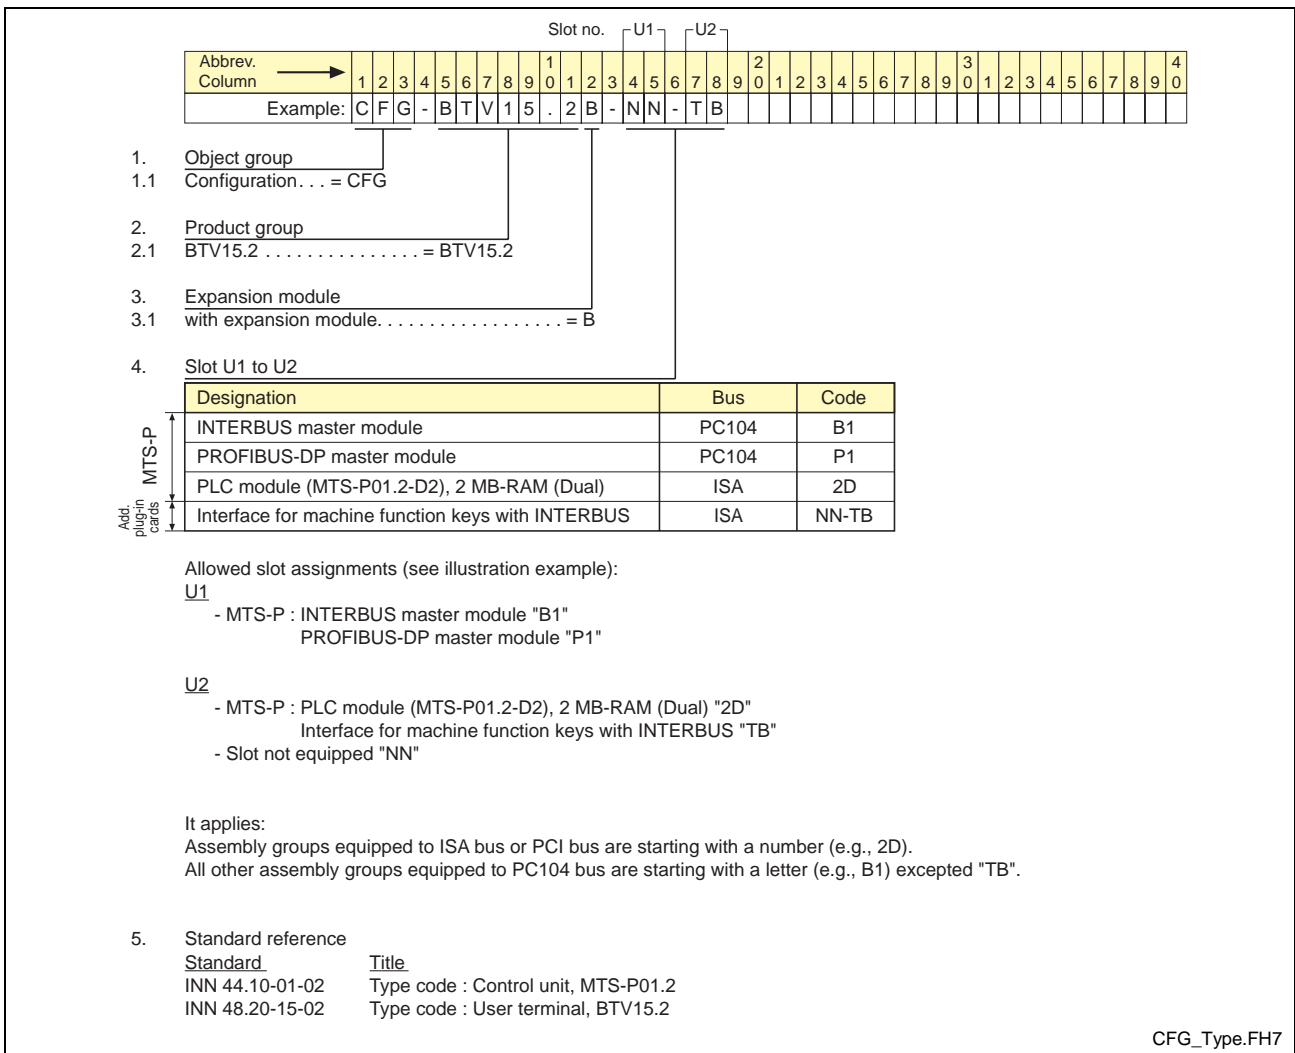 Slot no. U1 U2
Abbrev. Column 1 2 3 4 5 6 7 8 9 10 1 2 3 4 5 6 7 8 9 20 1 2 3 4 5 6 7 8 9 30 1 2 3 4 5 6 7 8 9 40
Example: C F G - B T V 1 5 . 2 B - N N - T B
1. Object group
1.1 Configuration. . . = CFG
2. Product group
2.1 BTV15.2 . . . . . . . . . . . . . . . = BTV15.2
3. Expansion module
3.1 with expansion module. . . . . . . . . . . . . . . . . . = B
4. Slot U1 to U2
Designation Bus Code
MTS-P
INTERBUS master module PC104 B1
PROFIBUS-DP master module PC104 P1
PLC module (MTS-P01.2-D2), 2 MB-RAM (Dual) ISA 2D
Add. plug-in cards
Interface for machine function keys with INTERBUS ISA NN-TB
Allowed slot assignments (see illustration example):
U1
- MTS-P : INTERBUS master module "B1"
PROFIBUS-DP master module "P1"
U2
- MTS-P : PLC module (MTS-P01.2-D2), 2 MB-RAM (Dual) "2D"
Interface for machine function keys with INTERBUS "TB"
- Slot not equipped "NN"
It applies:
Assembly groups equipped to ISA bus or PCI bus are starting with a number (e.g., 2D).
All other assembly groups equipped to PC104 bus are starting with a letter (e.g., B1) excepted "TB".
5. Standard reference
Standard Title
INN 44.10-01-02 Type code : Control unit, MTS-P01.2
INN 48.20-15-02 Type code : User terminal, BTV15.2
CFG_Type.FH7